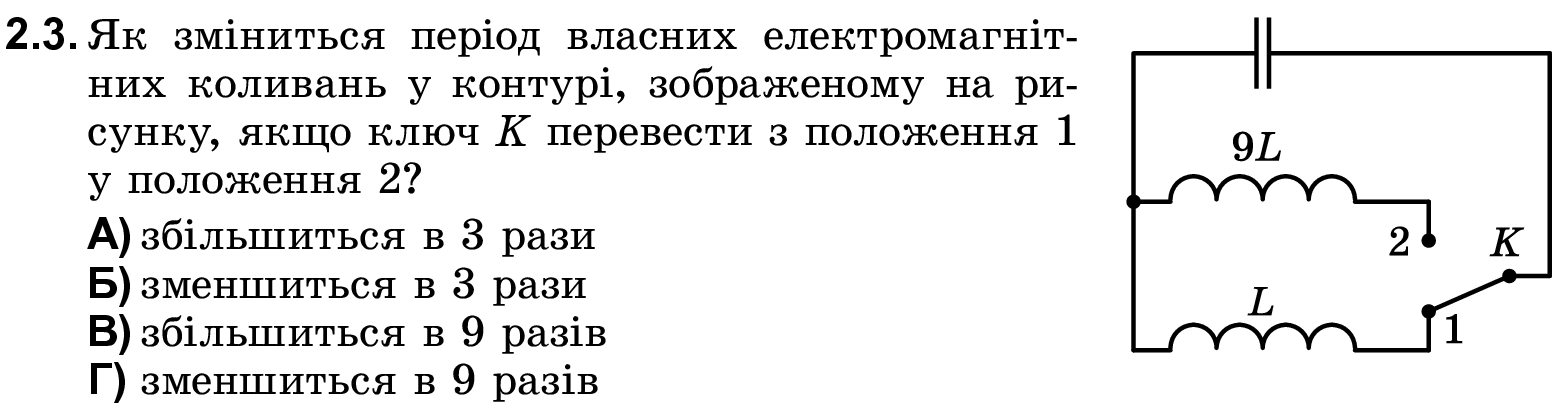 2.3. Як зміниться період власних електромагніт-
них коливань у контурі, зображеному на ри-
сунку, якщо ключ K перевести з положення 1
у положення 2?
А) збільшиться в 3 рази
Б) зменшиться в 3 рази
В) збільшиться в 9 разів
Г) зменшиться в 9 разів
9L
2
K
L
1